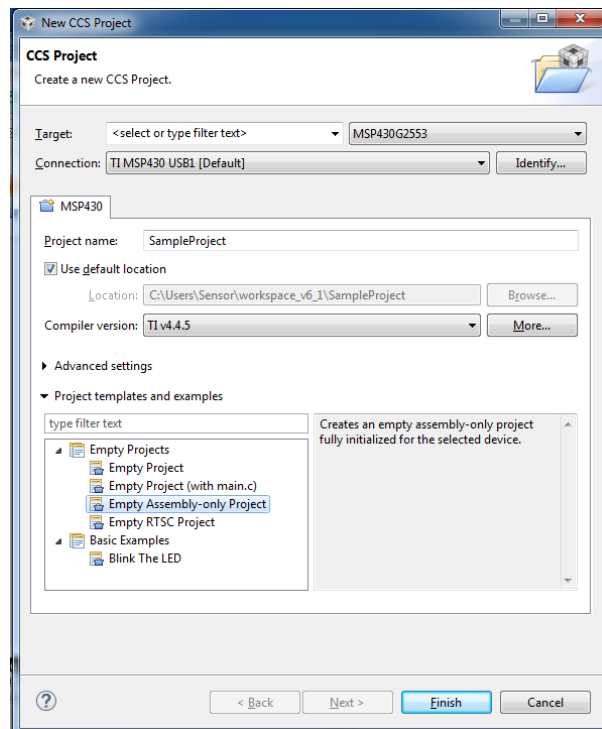 New CCS Project
CCS Project
Create a new CCS Project.
Target: <select or type filter text> MSP430G2553
Connection: TI MSP430 USB1 [Default] Identify...
MSP430
Project name: SampleProject
Use default location
Location: C:\Users\Sensor\workspace_v6_1\SampleProject Browse...
Compiler version: TI v4.4.5 More...
Advanced settings
Project templates and examples
type filter text
Empty Projects
Empty Project
Empty Project (with main.c)
Empty Assembly-only Project
Empty RTSC Project
Basic Examples
Blink The LED
Creates an empty assembly-only project
fully initialized for the selected device.
? < Back Next > Finish Cancel